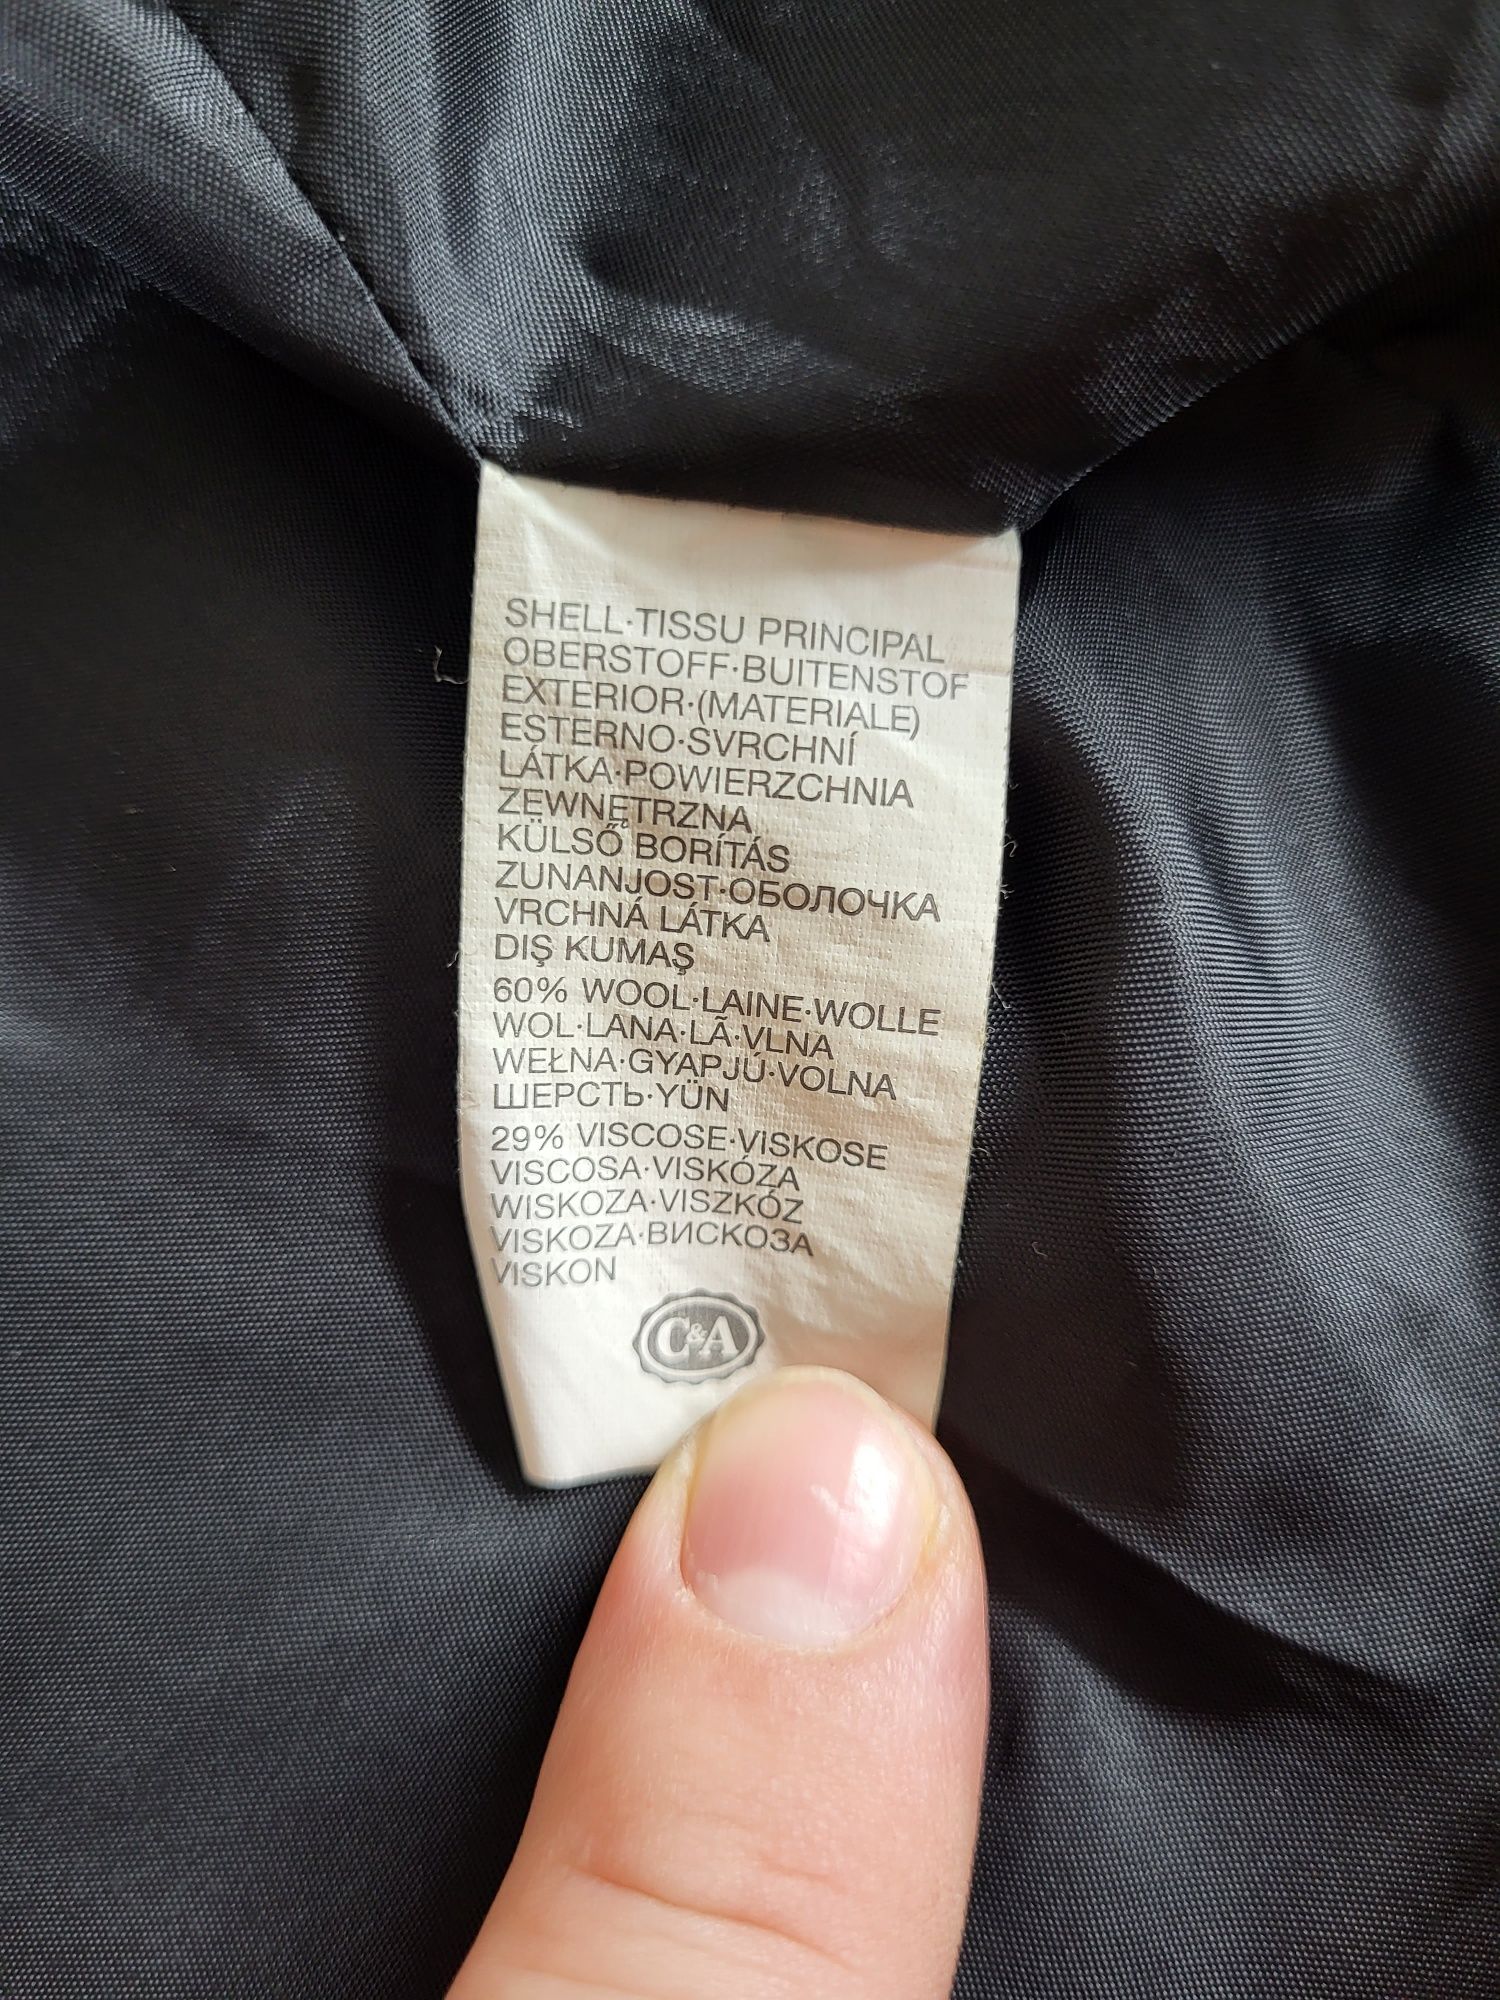 SHELL·TISSU PRINCIPAL
OBERSTOFF·BUITENSTOF
EXTERIOR·(MATERIALE)
ESTERNO·SVRCHNÍ
LÁTKA·POWIERZCHNIA
ZEWNĘTRZNA
KÜLSŐ BORÍTÁS
ZUNANJOST·ОБОЛОЧКА
VRCHNÁ LÁTKA
DIŞ KUMAŞ
60% WOOL·LAINE·WOLLE
WOL·LANA·LÃ·VLNA
WEŁNA·GYAPJÚ·VOLNA
ШЕРСТЬ·YÜN
29% VISCOSE·VISKOSE
VISCOSA·VISKÓZA
WISKOZA·VISZKÓZ
VISKOZA·ВИСКОЗА
VISKON
C&A